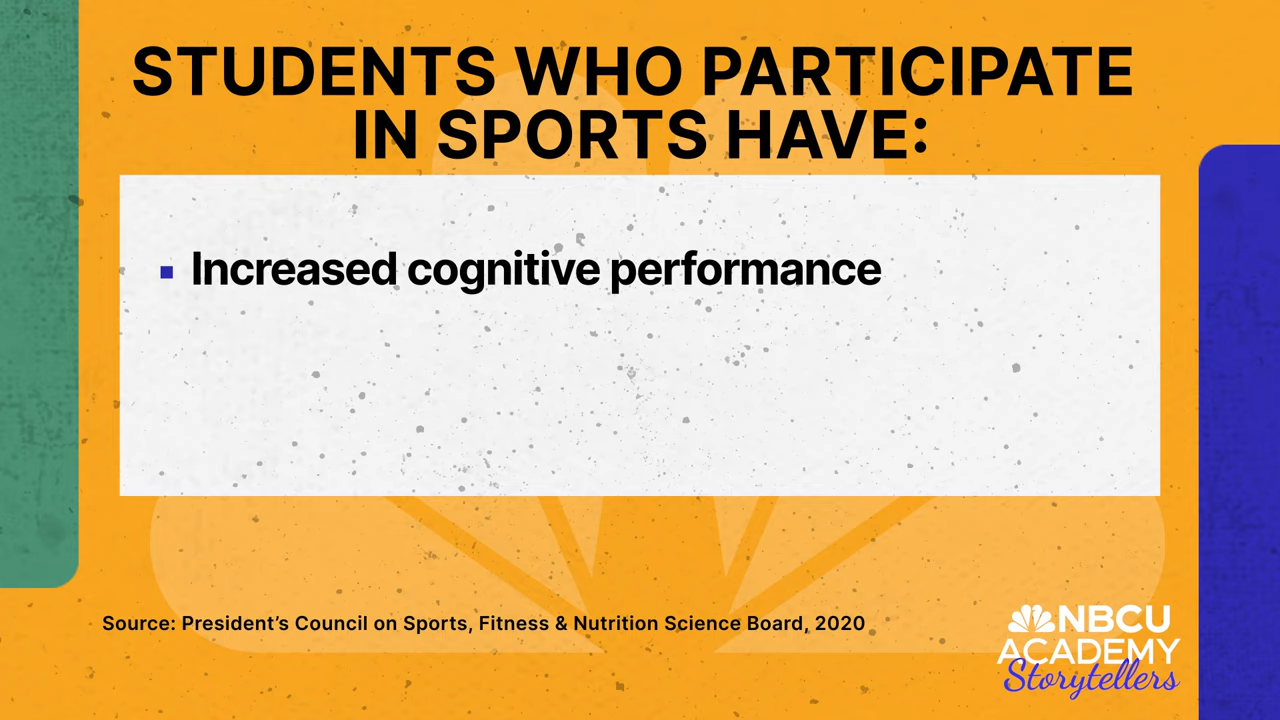 STUDENTS WHO PARTICIPATE
IN SPORTS HAVE:
▪ Increased cognitive performance
Source: President’s Council on Sports, Fitness & Nutrition Science Board, 2020
NBCU
ACADEMY
Storytellers